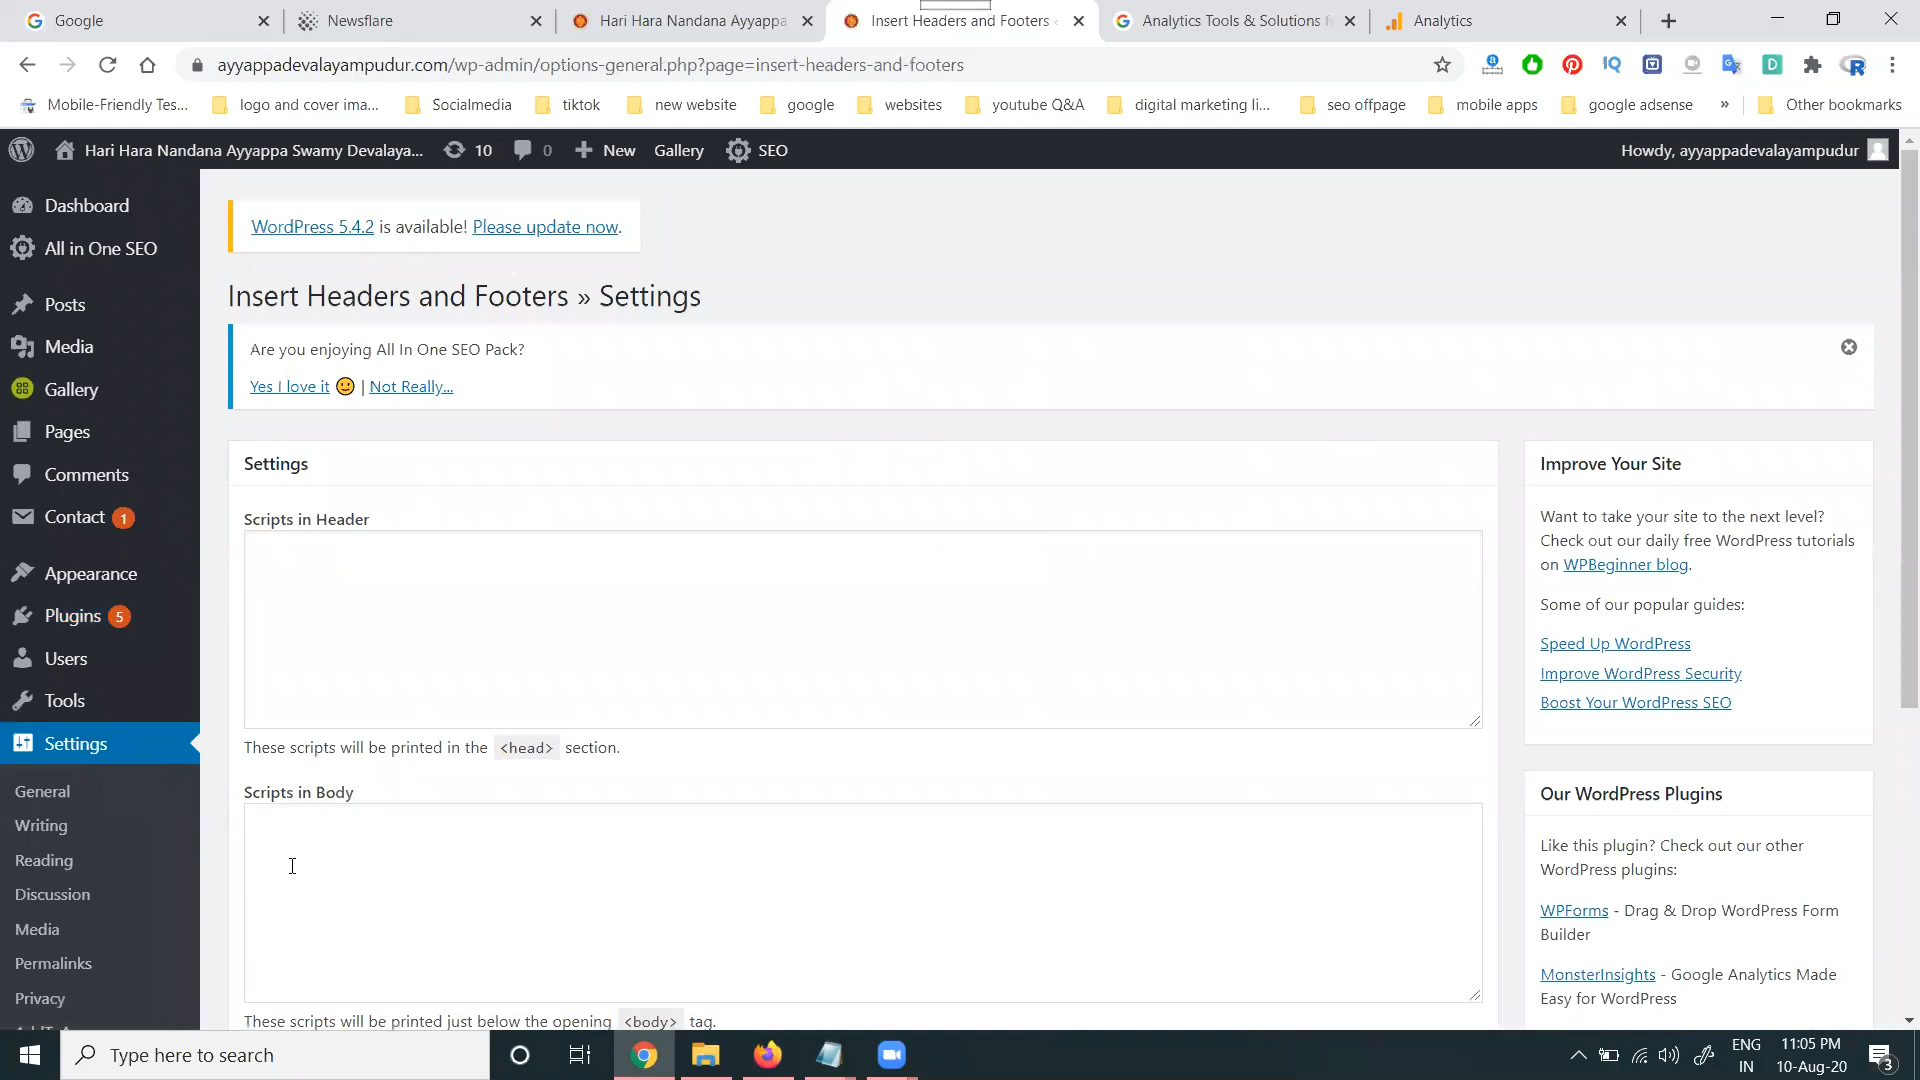 Google
Newsflare
Hari Hara Nandana Ayyappa
Insert Headers and Footers
Analytics Tools & Solutions f
Analytics
ayyappadevalayampudur.com/wp-admin/options-general.php?page=insert-headers-and-footers
Mobile-Friendly Tes...
logo and cover ima...
Socialmedia
tiktok
new website
google
websites
youtube Q&A
digital marketing li...
seo offpage
mobile apps
google adsense
»
Other bookmarks
Hari Hara Nandana Ayyappa Swamy Devalaya...
10
0
New
Gallery
SEO
Howdy, ayyappadevalayampudur
Dashboard
All in One SEO
Posts
Media
Gallery
Pages
Comments
Contact 1
Appearance
Plugins 5
Users
Tools
Settings
General
Writing
Reading
Discussion
Media
Permalinks
Privacy
WordPress 5.4.2 is available! Please update now.
Insert Headers and Footers » Settings
Are you enjoying All In One SEO Pack?
Yes I love it | Not Really...
Settings
Scripts in Header
These scripts will be printed in the <head> section.
Scripts in Body
These scripts will be printed just below the opening <body> tag.
Improve Your Site
Want to take your site to the next level?
Check out our daily free WordPress tutorials
on WPBeginner blog.
Some of our popular guides:
Speed Up WordPress
Improve WordPress Security
Boost Your WordPress SEO
Our WordPress Plugins
Like this plugin? Check out our other
WordPress plugins:
WPForms - Drag & Drop WordPress Form
Builder
MonsterInsights - Google Analytics Made
Easy for WordPress
Type here to search
ENG
IN
11:05 PM
10-Aug-20
3